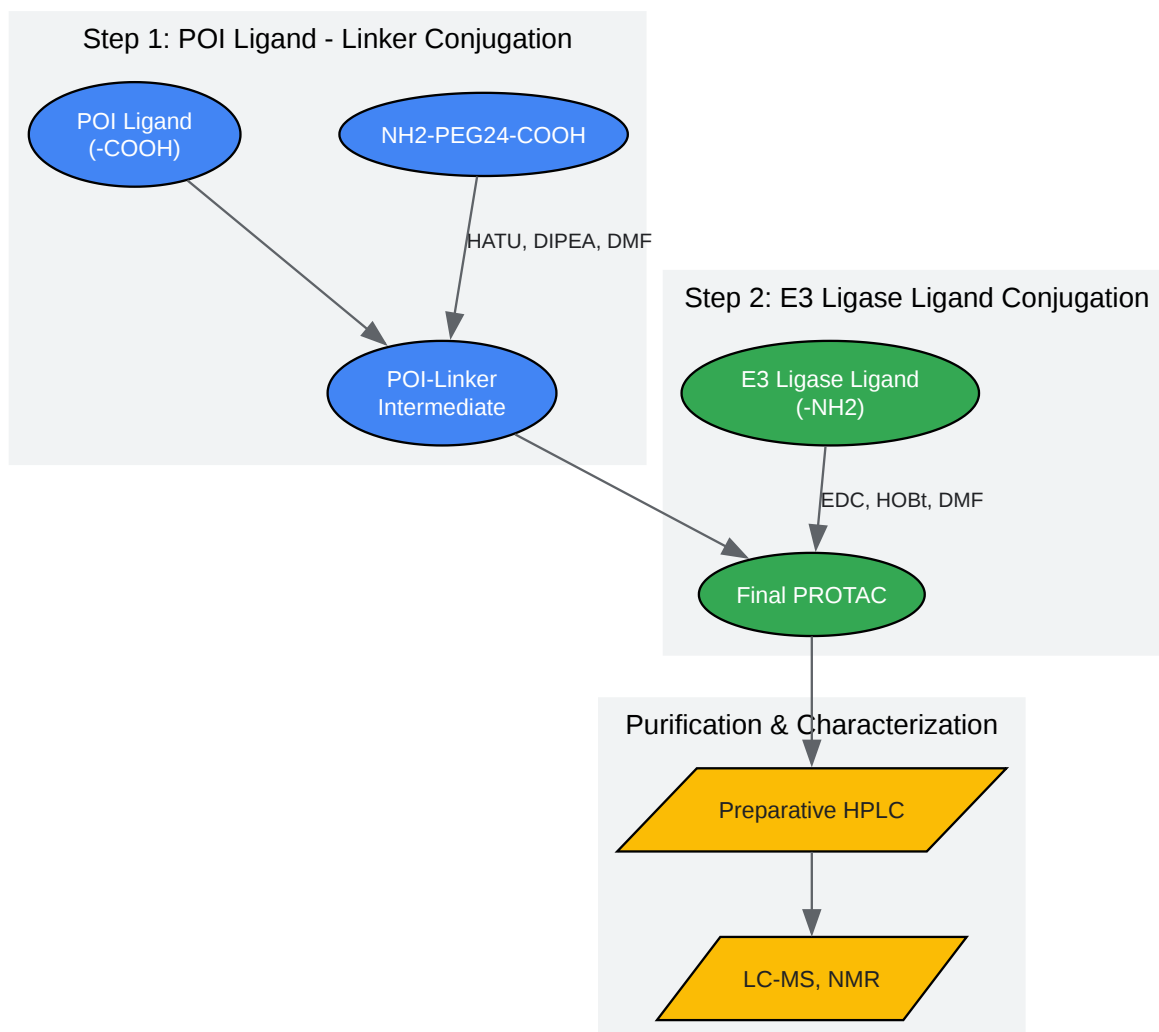 Step 1: POI Ligand - Linker Conjugation
POI Ligand
(-COOH)
NH2-PEG24-COOH
HATU, DIPEA, DMF
POI-Linker
Intermediate
Step 2: E3 Ligase Ligand Conjugation
E3 Ligase Ligand
(-NH2)
EDC, HOBt, DMF
Final PROTAC
Purification & Characterization
Preparative HPLC
LC-MS, NMR